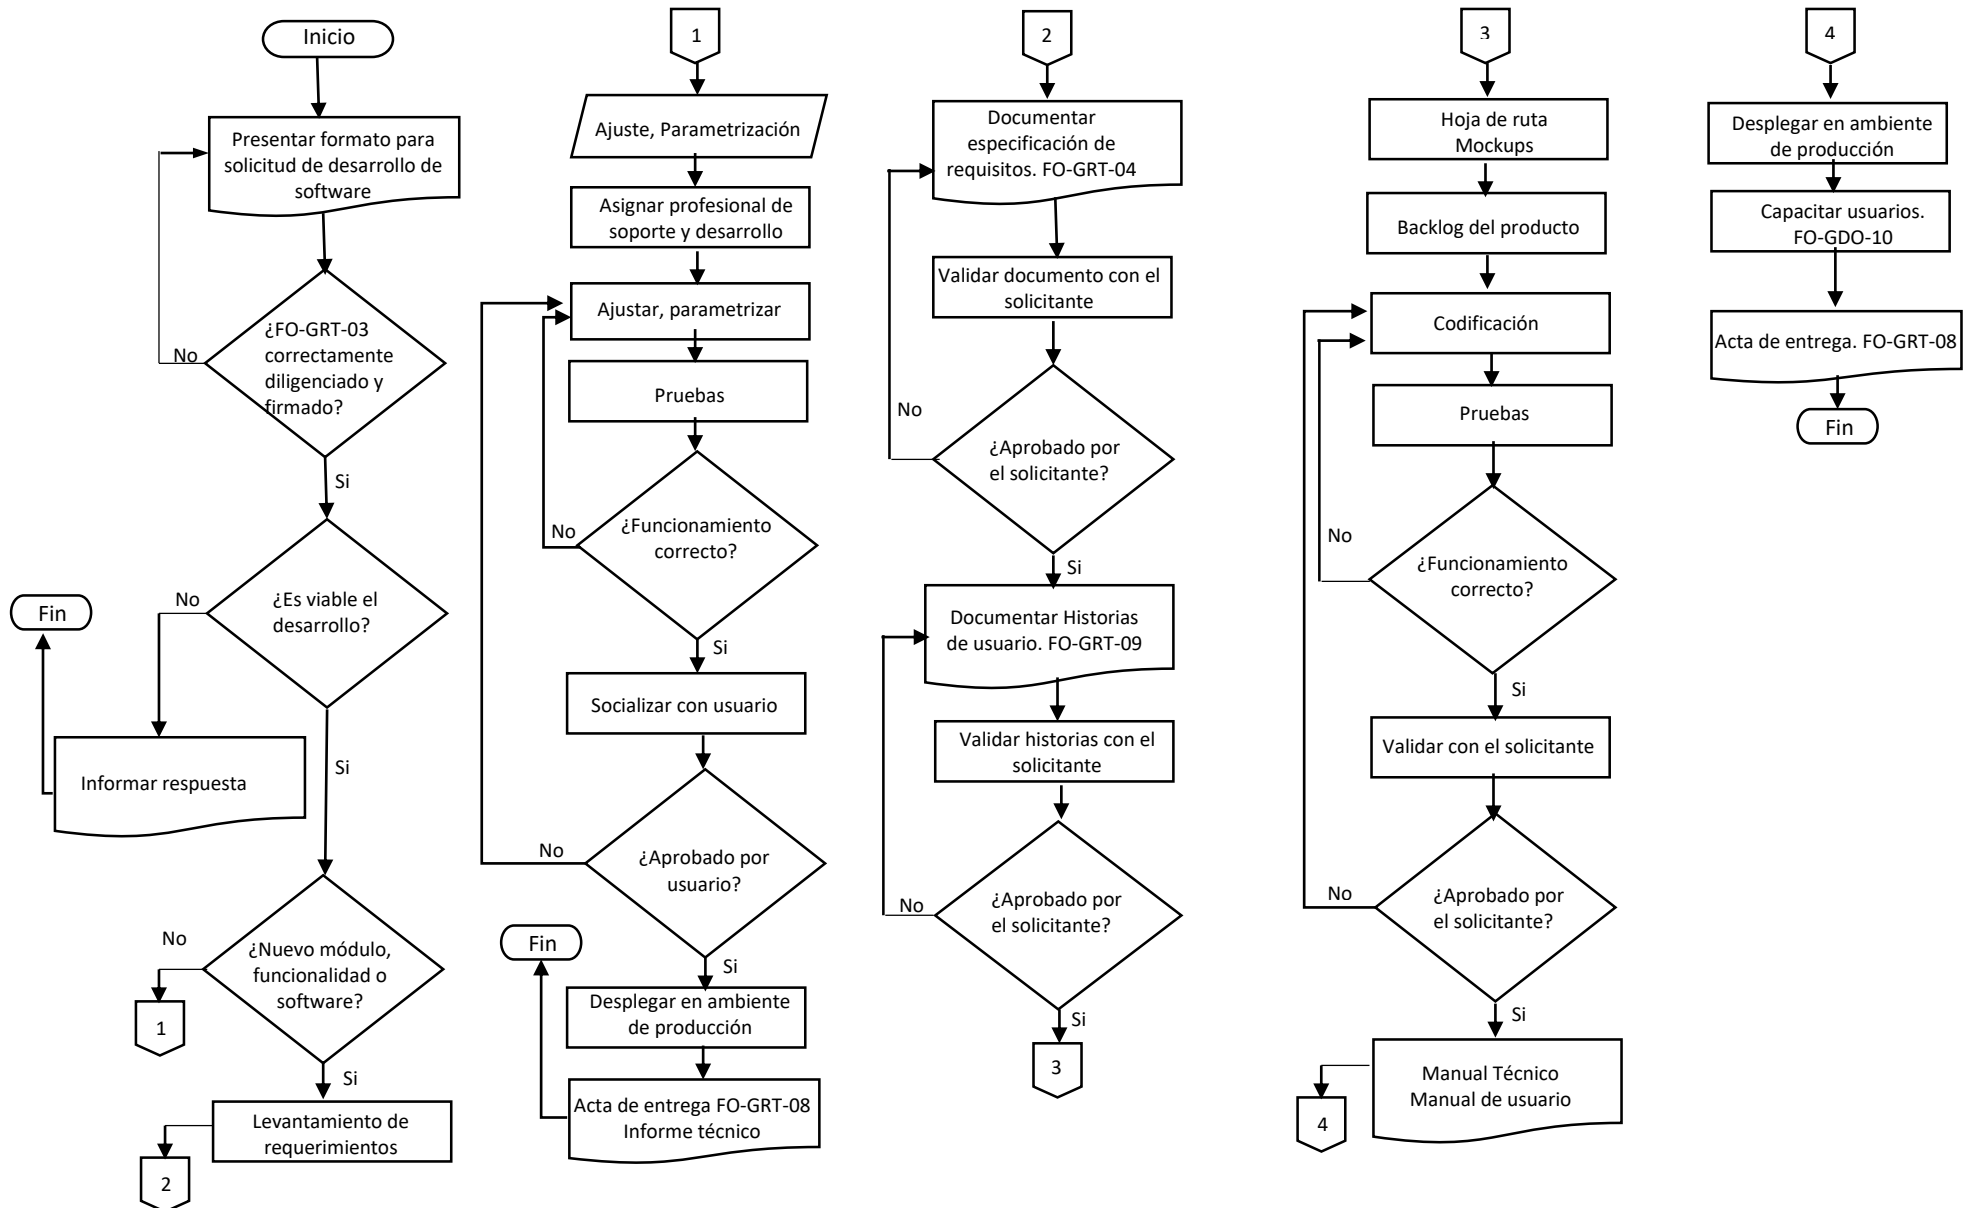 Inicio
Presentar formato para
solicitud de desarrollo de
software
¿FO-GRT-03
correctamente
diligenciado y
firmado?
No
Si
¿Es viable el
desarrollo?
No
Fin
Informar respuesta
Si
¿Nuevo módulo,
funcionalidad o
software?
No
1
Si
Levantamiento de
requerimientos
2
1
Ajuste, Parametrización
Asignar profesional de
soporte y desarrollo
Ajustar, parametrizar
Pruebas
¿Funcionamiento
correcto?
No
Si
Socializar con usuario
¿Aprobado por
usuario?
No
Si
Fin
Desplegar en ambiente
de producción
Acta de entrega FO-GRT-08
Informe técnico
2
Documentar
especificación de
requisitos. FO-GRT-04
Validar documento con el
solicitante
No
¿Aprobado por
el solicitante?
Si
Documentar Historias
de usuario. FO-GRT-09
Validar historias con el
solicitante
¿Aprobado por
el solicitante?
No
Si
3
3
Hoja de ruta
Mockups
Backlog del producto
Codificación
Pruebas
No
¿Funcionamiento
correcto?
Si
Validar con el solicitante
No
¿Aprobado por
el solicitante?
Si
Manual Técnico
Manual de usuario
4
4
Desplegar en ambiente
de producción
Capacitar usuarios.
FO-GDO-10
Acta de entrega. FO-GRT-08
Fin